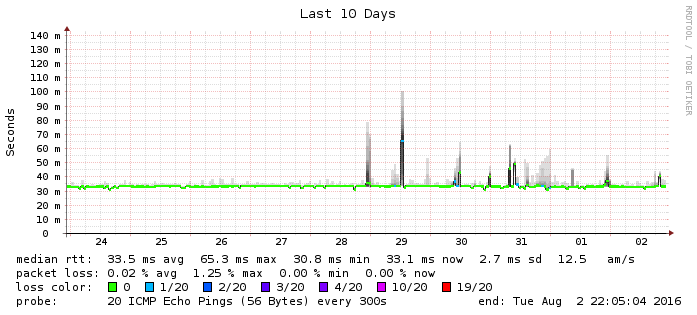 Last 10 Days
RRDTOOL / TOBI OETIKER
Seconds
140 m
130 m
120 m
110 m
100 m
90 m
80 m
70 m
60 m
50 m
40 m
30 m
20 m
10 m
0
24 25 26 27 28 29 30 31 01 02
median rtt: 33.5 ms avg 65.3 ms max 30.8 ms min 33.1 ms now 2.7 ms sd 12.5 am/s
packet loss: 0.02 % avg 1.25 % max 0.00 % min 0.00 % now
loss color: 0 1/20 2/20 3/20 4/20 10/20 19/20
probe: 20 ICMP Echo Pings (56 Bytes) every 300s end: Tue Aug 2 22:05:04 2016